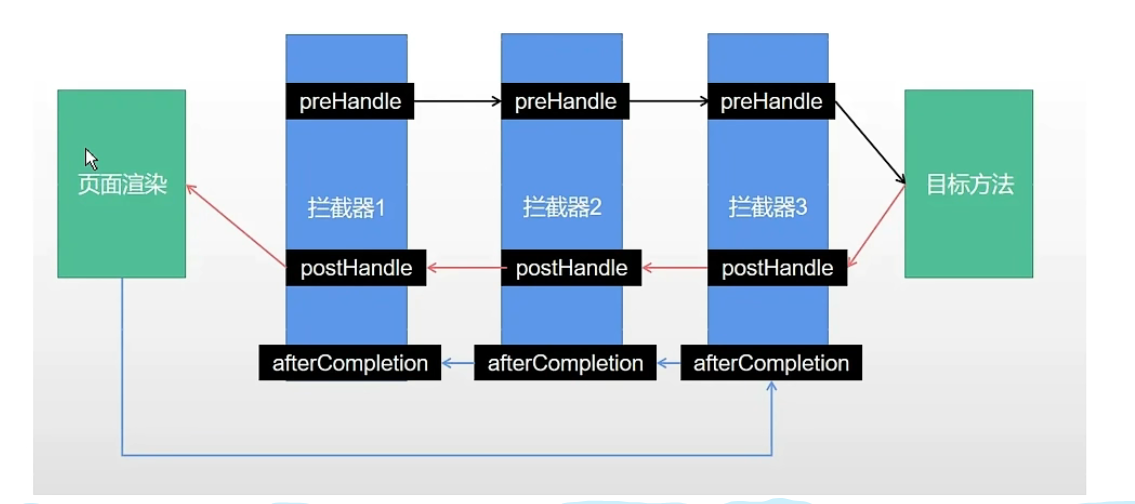 preHandle
preHandle
preHandle
页面渲染
拦截器1
拦截器2
拦截器3
目标方法
postHandle
postHandle
postHandle
afterCompletion
afterCompletion
afterCompletion